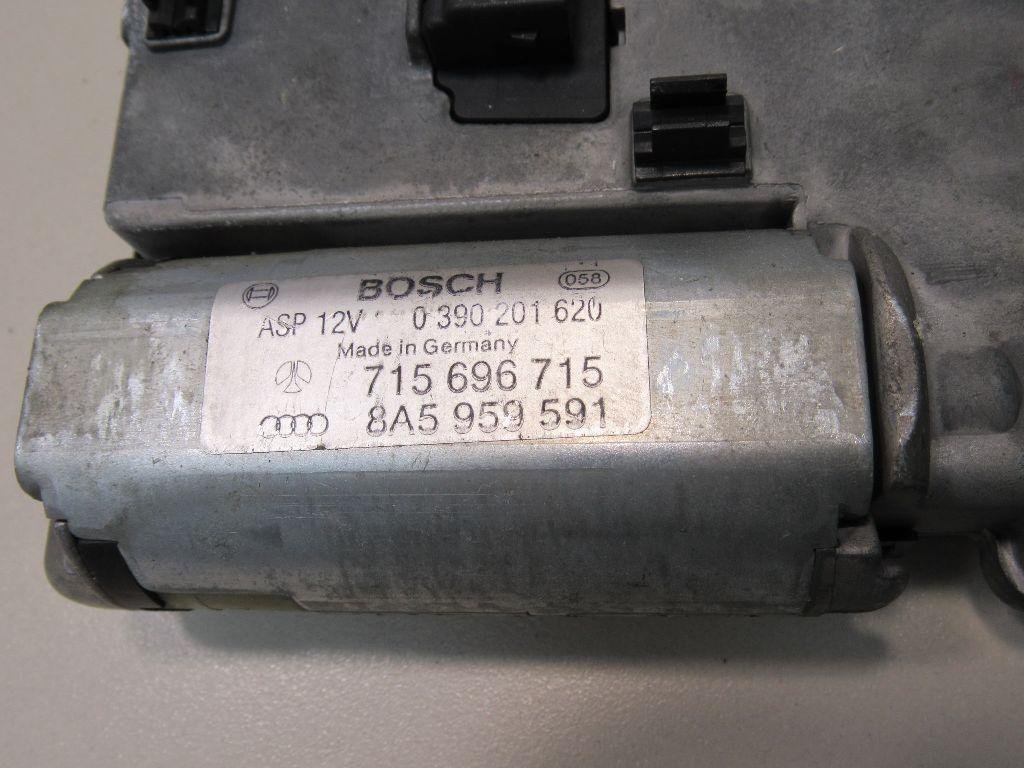 BOSCH 058
ASP 12V 0 390 201 620
Made in Germany
715 696 715
8A5 959 591